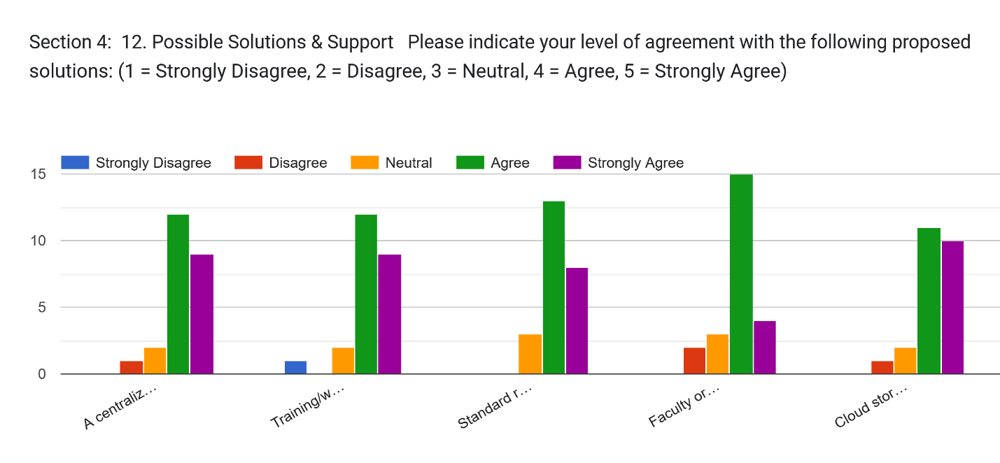 Section 4:  12. Possible Solutions & Support   Please indicate your level of agreement with the following proposed
solutions: (1 = Strongly Disagree, 2 = Disagree, 3 = Neutral, 4 = Agree, 5 = Strongly Agree)
Strongly Disagree Disagree Neutral Agree Strongly Agree
15
10
5
0
A centraliz... Training/w... Standard r... Faculty or... Cloud stor...